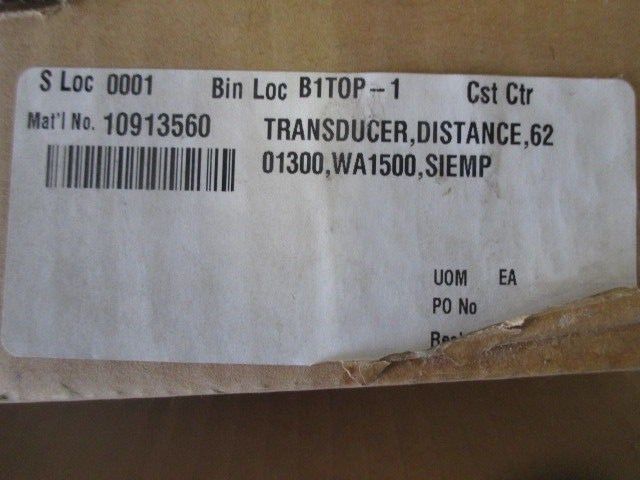 S Loc 0001 Bin Loc B1TOP-1 Cst Ctr
Mat'l No. 10913560 TRANSDUCER,DISTANCE,62
01300,WA1500,SIEMP
UOM EA
PO No